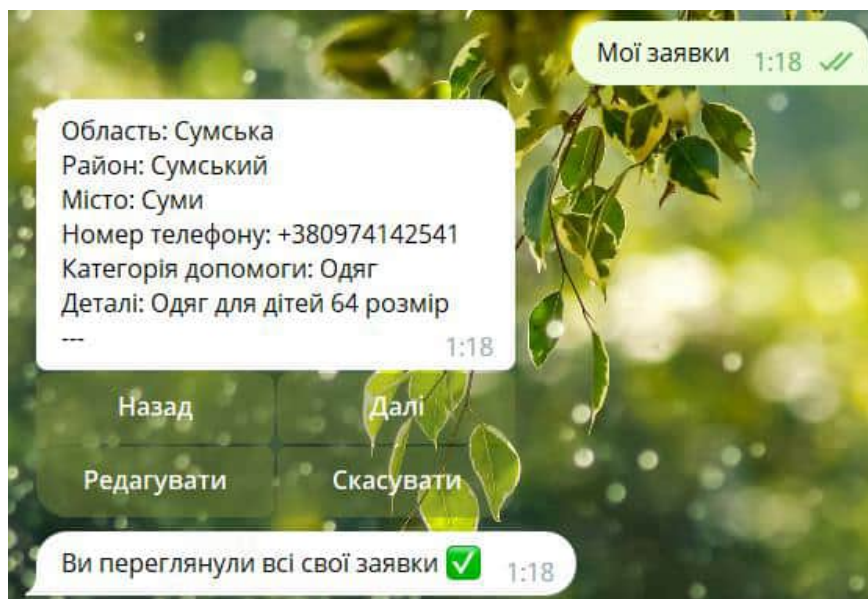 Мої заявки 1:18
Область: Сумська
Район: Сумський
Місто: Суми
Номер телефону: +380974142541
Категорія допомоги: Одяг
Деталі: Одяг для дітей 64 розмір
--- 1:18
Назад Далі
Редагувати Скасувати
Ви переглянули всі свої заявки ✅ 1:18